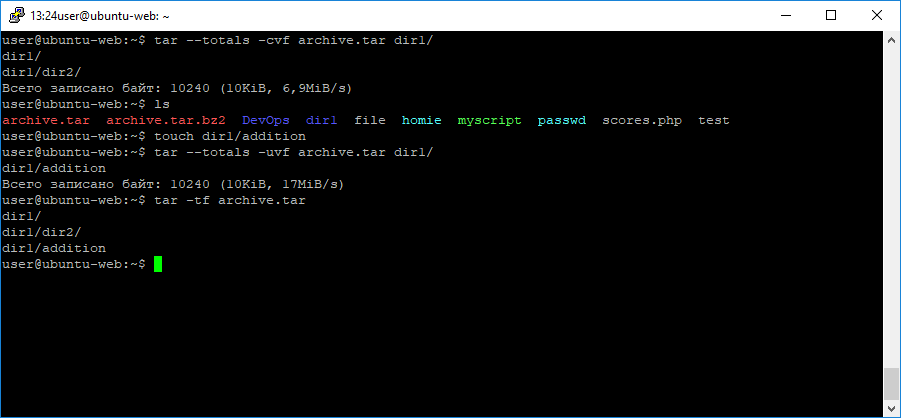 13:24user@ubuntu-web: ~
user@ubuntu-web:~$ tar --totals -cvf archive.tar dir1/
dir1/
dir1/dir2/
Всего записано байт: 10240 (10KiB, 6,9MiB/s)
user@ubuntu-web:~$ ls
archive.tar  archive.tar.bz2  DevOps  dir1  file  homie  myscript  passwd  scores.php  test
user@ubuntu-web:~$ touch dir1/addition
user@ubuntu-web:~$ tar --totals -uvf archive.tar dir1/
dir1/addition
Всего записано байт: 10240 (10KiB, 17MiB/s)
user@ubuntu-web:~$ tar -tf archive.tar
dir1/
dir1/dir2/
dir1/addition
user@ubuntu-web:~$